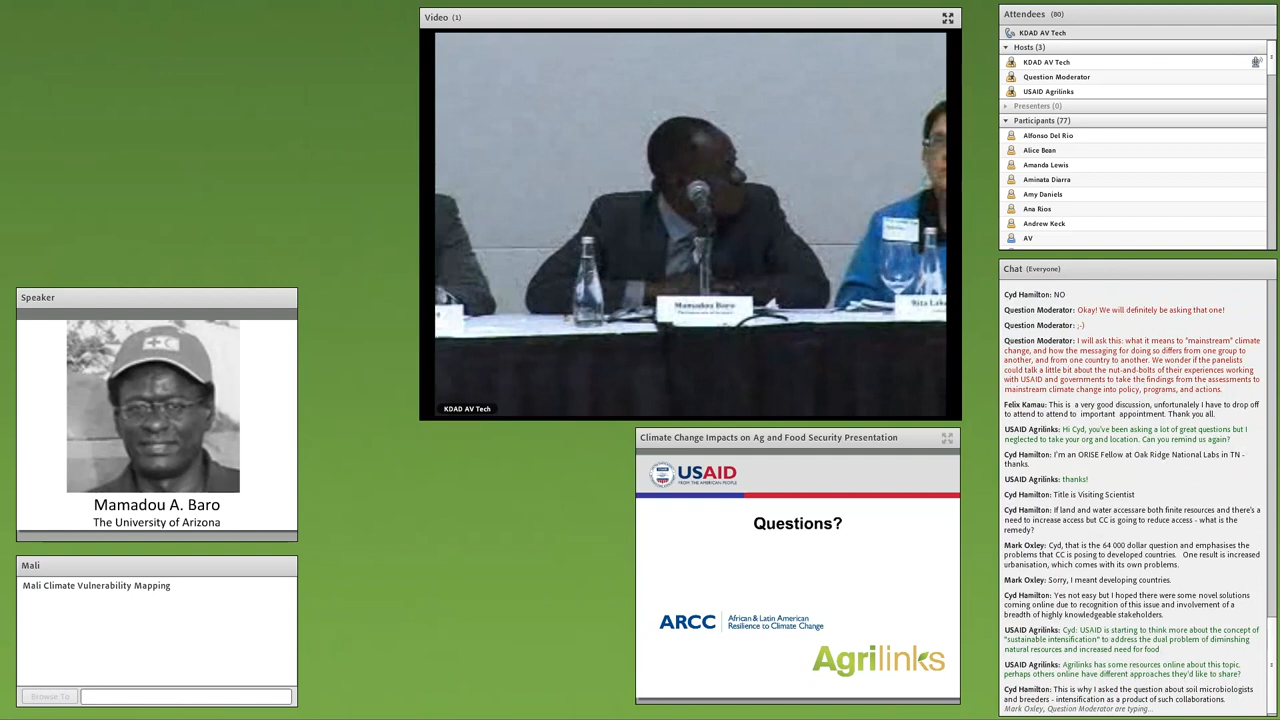 Video (1)
KDAD AV Tech
Mamadou Baro
Speaker
Mamadou A. Baro
The University of Arizona
Mali
Mali Climate Vulnerability Mapping
Browse To
Climate Change Impacts on Ag and Food Security Presentation
USAID
FROM THE AMERICAN PEOPLE
Questions?
ARCC
African & Latin American
Resilience to Climate Change
Agrilinks
Attendees (80)
KDAD AV Tech
Hosts (3)
KDAD AV Tech
Question Moderator
USAID Agrilinks
Presenters (0)
Participants (77)
Alfonso Del Rio
Alice Bean
Amanda Lewis
Aminata Diarra
Amy Daniels
Ana Rios
Andrew Keck
AV
Chat (Everyone)
Cyd Hamilton: NO
Question Moderator: Okay! We will definitely be asking that one!
Question Moderator: ;-)
Question Moderator: I will ask this: what it means to "mainstream" climate
change, and how the messaging for doing so differs from one group to
another, and from one country to another. We wonder if the panelists
could talk a little bit about the nut-and-bolts of their experiences working
with USAID and governments to take the findings from the assessments to
mainstream climate change into policy, programs, and actions.
Felix Kamau: This is a very good discussion, unfortunately I have to drop off
to attend to attend to important appointment. Thank you all.
USAID Agrilinks: Hi Cyd, you've been asking a lot of great questions but I
neglected to take your org and location. Can you remind us again?
Cyd Hamilton: I'm an ORISE Fellow at Oak Ridge National Labs in TN -
thanks.
USAID Agrilinks: thanks!
Cyd Hamilton: Title is Visiting Scientist
Cyd Hamilton: If land and water accessare both finite resources and there's a
need to increase access but CC is going to reduce access - what is the
remedy?
Mark Oxley: Cyd, that is the 64 000 dollar question and emphasises the
problems that CC is posing to developed countries. One result is increased
urbanisation, which comes with its own problems.
Mark Oxley: Sorry, I meant developing countries.
Cyd Hamilton: Yes not easy but I hoped there were some novel solutions
coming online due to recognition of this issue and involvement of a
breadth of highly knowledgeable stakeholders.
USAID Agrilinks: Cyd: USAID is starting to think more about the concept of
"sustainable intensification" to address the dual problem of diminshing
natural resources and increased need for food
USAID Agrilinks: Agrilinks has some resources online about this topic.
perhaps others online have different approaches they'd like to share?
Cyd Hamilton: This is why I asked the question about soil microbiologists
and breeders - intensification as a product of such collaborations.
Mark Oxley, Question Moderator are typing...